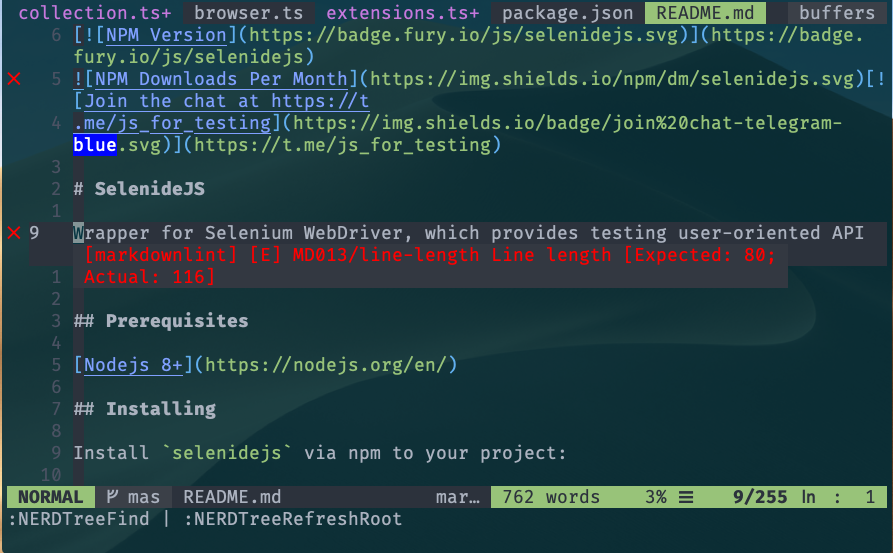 collection.ts+ browser.ts extensions.ts+ package.json README.md buffers
6 [![NPM Version](https://badge.fury.io/js/selenidejs.svg)](https://badge.
fury.io/js/selenidejs)
✕ 5 ![NPM Downloads Per Month](https://img.shields.io/npm/dm/selenidejs.svg)[!
[Join the chat at https://t
4 .me/js_for_testing](https://img.shields.io/badge/join%20chat-telegram-
blue.svg)](https://t.me/js_for_testing)
3
2 # SelenideJS
1
✕ 9 Wrapper for Selenium WebDriver, which provides testing user-oriented API
[markdownlint] [E] MD013/line-length Line length [Expected: 80;
1 Actual: 116]
2
3 ## Prerequisites
4
5 [Nodejs 8+](https://nodejs.org/en/)
6
7 ## Installing
8
9 Install `selenidejs` via npm to your project:
10
NORMAL mas README.md mar… 762 words 3% ☰ 9/255 ln : 1
:NERDTreeFind | :NERDTreeRefreshRoot